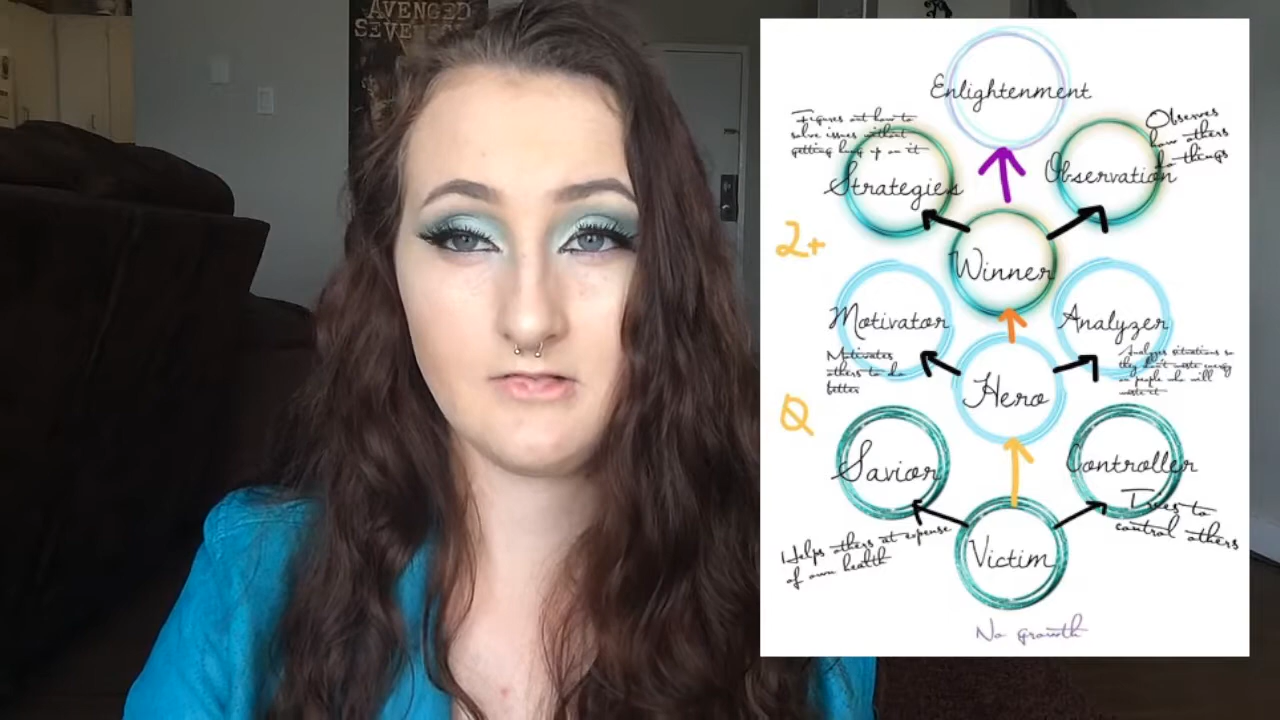 AVENGED
SEVENFOLD
Enlightenment
Figures out how to
solve issues without
getting hung up on it
Observes
how others
do things
Strategies
Observation
2+
Winner
Motivator
Analyzer
Motivates
others to do
better
Analyzes situations so
they don't waste energy
on people who will
waste it
Hero
Q
Savior
Controller
Tries to
control others
Helps others at expense
of own health
Victim
No growth